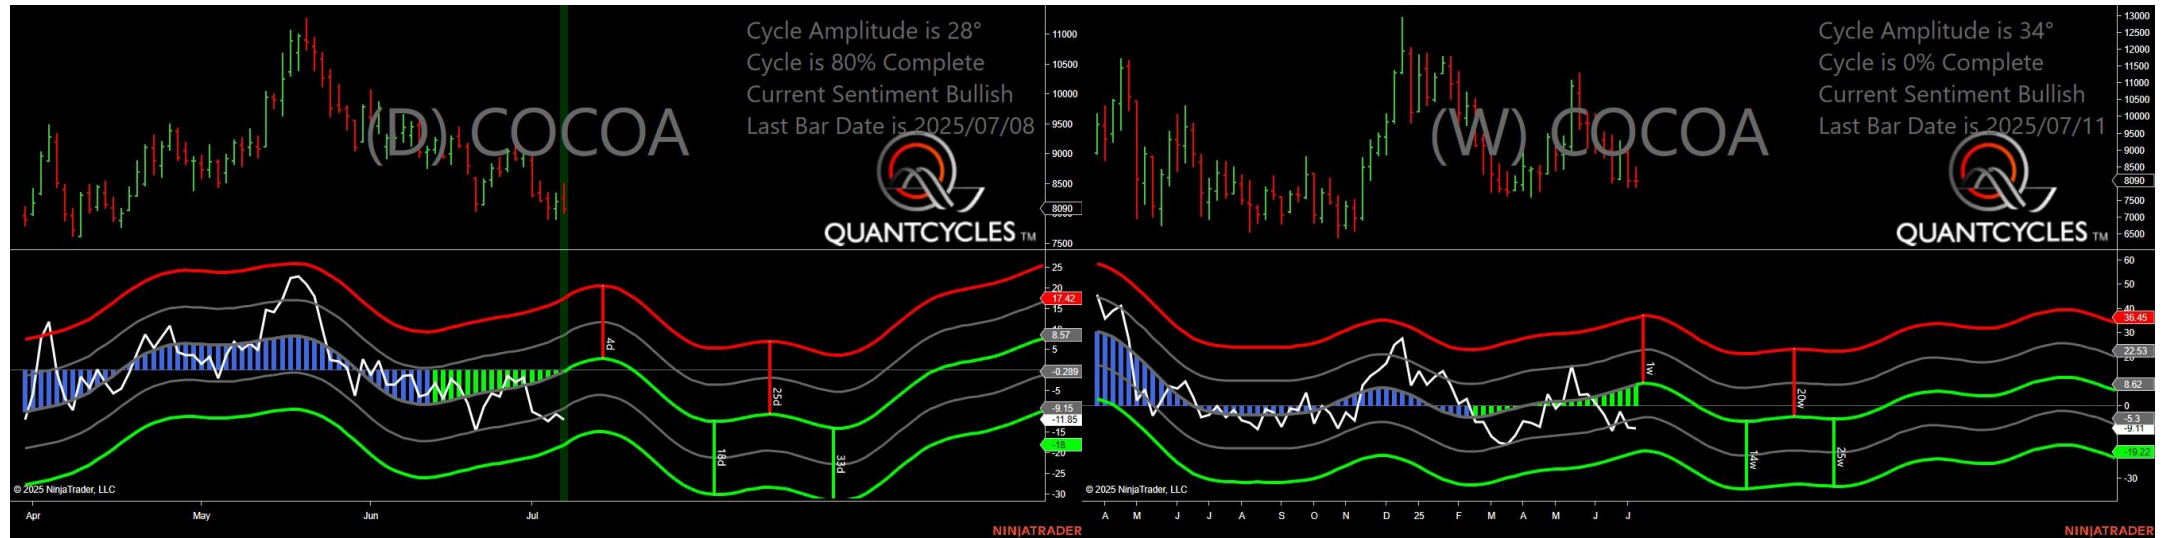 Cycle Amplitude is 28°
Cycle is 80% Complete
Current Sentiment Bullish
Last Bar Date is 2025/07/08
(D) COCOA
QUANTCYCLES TM
11000
10500
10000
9500
9000
8500
8090
7500
25
20
17.42
15
8.57
5
-0.289
-5
-9.15
-11.85
-15
-18
-20
-25
-30
4d
25d
18d
33d
© 2025 NinjaTrader, LLC
Apr
May
Jun
Jul
NINJATRADER
Cycle Amplitude is 34°
Cycle is 0% Complete
Current Sentiment Bullish
Last Bar Date is 2025/07/11
(W) COCOA
QUANTCYCLES TM
13000
12500
12000
11500
11000
10500
10000
9500
9000
8500
8090
7500
7000
6500
60
50
40
36.45
30
22.53
8.62
0
-5.3
-9.11
-19.22
-30
1w
20w
14w
25w
© 2025 NinjaTrader, LLC
A
M
J
J
A
S
O
N
D
25
F
M
A
M
J
J
NINJATRADER